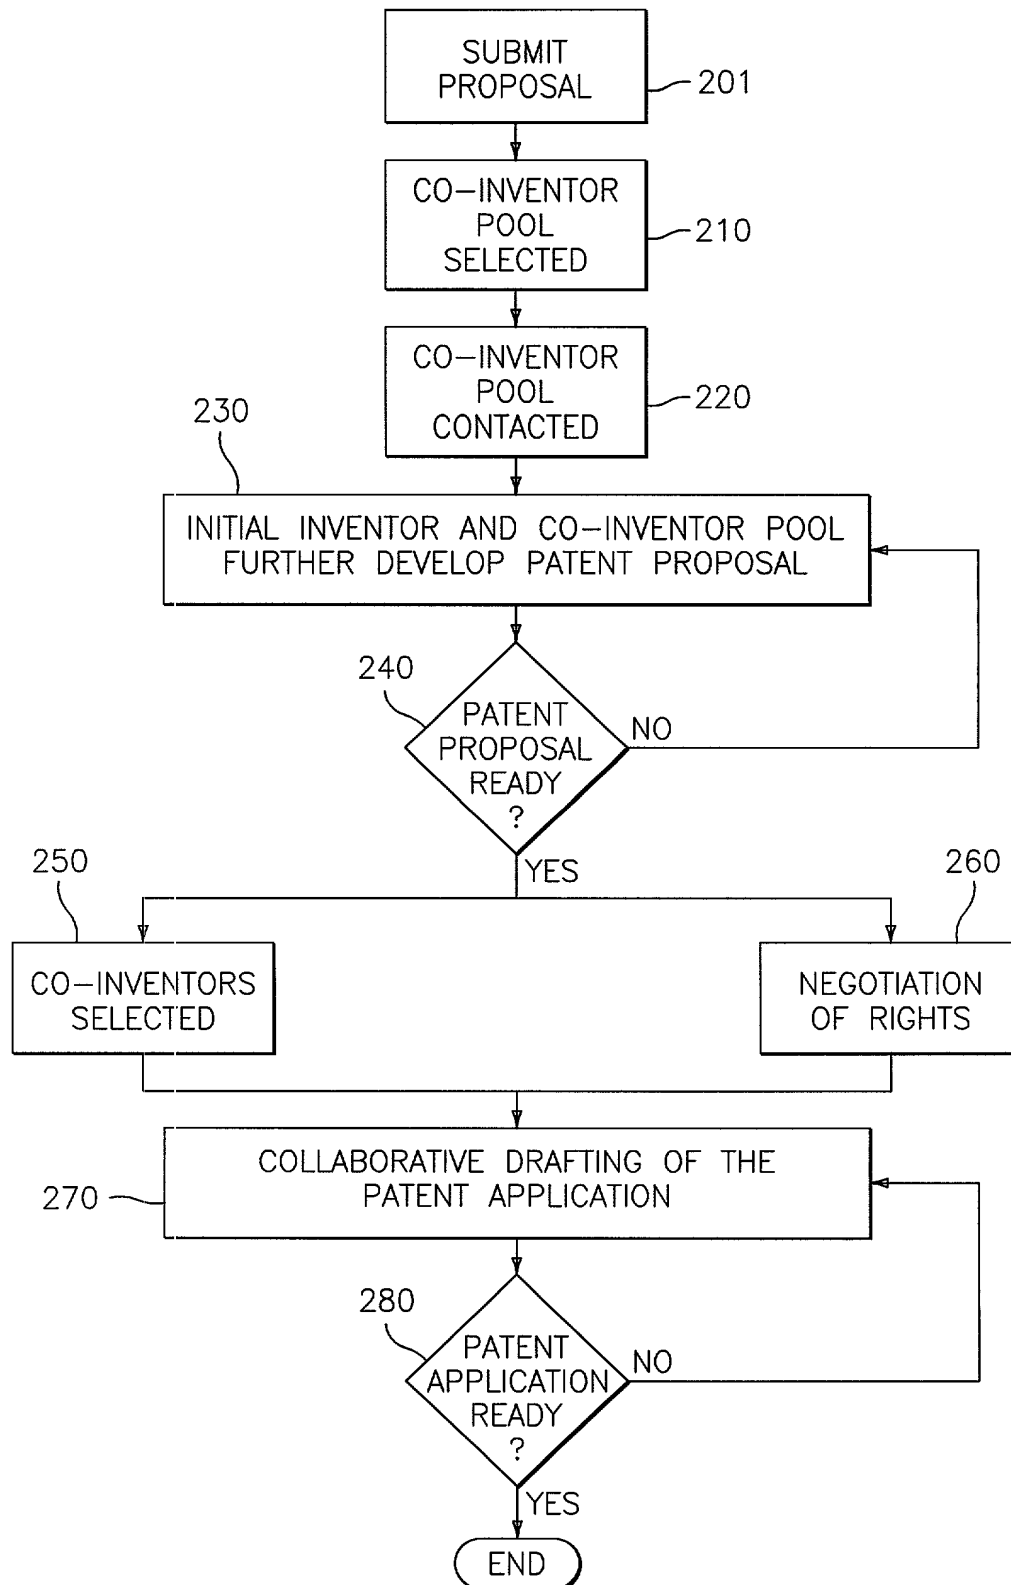 SUBMIT
PROPOSAL
201
CO-INVENTOR
POOL
SELECTED
210
CO-INVENTOR
POOL
CONTACTED
220
230
INITIAL INVENTOR AND CO-INVENTOR POOL
FURTHER DEVELOP PATENT PROPOSAL
240
PATENT
PROPOSAL
READY
?
NO
YES
250
260
CO-INVENTORS
SELECTED
NEGOTIATION
OF RIGHTS
COLLABORATIVE DRAFTING OF THE
PATENT APPLICATION
270
280
PATENT
APPLICATION
READY
?
NO
YES
END